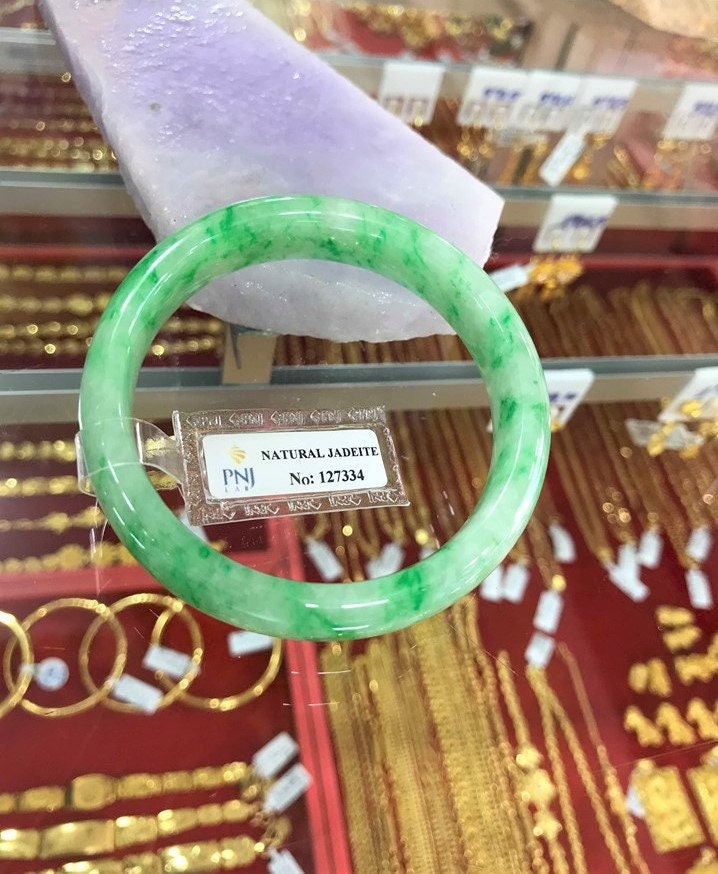 NATURAL JADEITE
PNJ
LAB
No: 127334